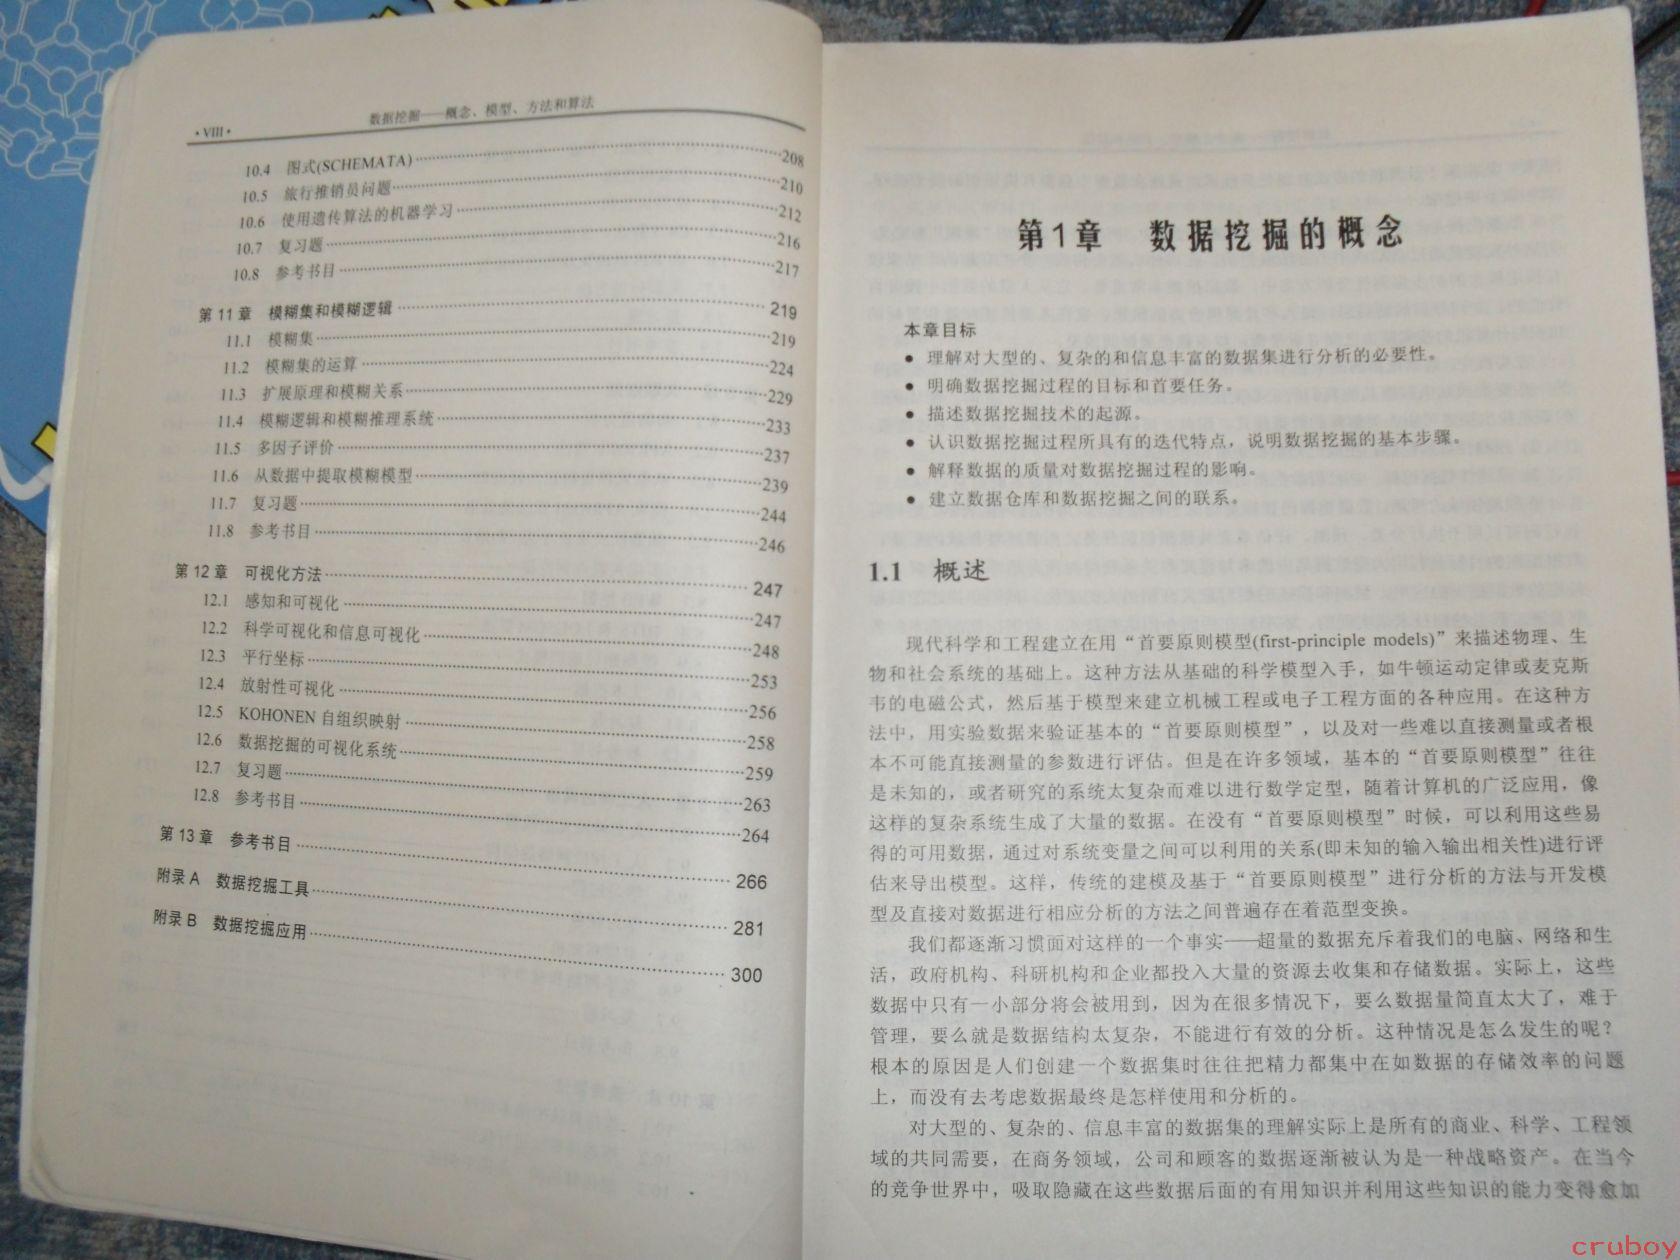 ·VIII· 数据挖掘——概念、模型、方法和算法
10.4 图式(SCHEMATA) 208
10.5 旅行推销员问题 210
10.6 使用遗传算法的机器学习 212
10.7 复习题 216
10.8 参考书目 217
第11章 模糊集和模糊逻辑 219
11.1 模糊集 219
11.2 模糊集的运算 224
11.3 扩展原理和模糊关系 229
11.4 模糊逻辑和模糊推理系统 233
11.5 多因子评价 237
11.6 从数据中提取模糊模型 239
11.7 复习题 244
11.8 参考书目 246
第12章 可视化方法 247
12.1 感知和可视化 247
12.2 科学可视化和信息可视化 248
12.3 平行坐标 253
12.4 放射性可视化 256
12.5 KOHONEN自组织映射 258
12.6 数据挖掘的可视化系统 259
12.7 复习题 263
12.8 参考书目 264
第13章 参考书目 266
附录A 数据挖掘工具 281
附录B 数据挖掘应用 300
第1章 数据挖掘的概念
本章目标
● 理解对大型的、复杂的和信息丰富的数据集进行分析的必要性。
● 明确数据挖掘过程的目标和首要任务。
● 描述数据挖掘技术的起源。
● 认识数据挖掘过程所具有的迭代特点，说明数据挖掘的基本步骤。
● 解释数据的质量对数据挖掘过程的影响。
● 建立数据仓库和数据挖掘之间的联系。
1.1 概述
现代科学和工程建立在用“首要原则模型(first-principle models)”来描述物理、生
物和社会系统的基础上。这种方法从基础的科学模型入手，如牛顿运动定律或麦克斯
韦的电磁公式，然后基于模型来建立机械工程或电子工程方面的各种应用。在这种方
法中，用实验数据来验证基本的“首要原则模型”，以及对一些难以直接测量或者根
本不可能直接测量的参数进行评估。但是在许多领域，基本的“首要原则模型”往往
是未知的，或者研究的系统太复杂而难以进行数学定型，随着计算机的广泛应用，像
这样的复杂系统生成了大量的数据。在没有“首要原则模型”时候，可以利用这些易
得的可用数据，通过对系统变量之间可以利用的关系(即未知的输入输出相关性)进行评
估来导出模型。这样，传统的建模及基于“首要原则模型”进行分析的方法与开发模
型及直接对数据进行相应分析的方法之间普遍存在着范型变换。
我们都逐渐习惯面对这样的一个事实——超量的数据充斥着我们的电脑、网络和生
活，政府机构、科研机构和企业都投入大量的资源去收集和存储数据。实际上，这些
数据中只有一小部分将会被用到，因为在很多情况下，要么数据量简直太大了，难于
管理，要么就是数据结构太复杂，不能进行有效的分析。这种情况是怎么发生的呢？
根本的原因是人们创建一个数据集时往往把精力都集中在如数据的存储效率的问题
上，而没有去考虑数据最终是怎样使用和分析的。
对大型的、复杂的、信息丰富的数据集的理解实际上是所有的商业、科学、工程领
域的共同需要，在商务领域，公司和顾客的数据逐渐被认为是一种战略资产。在当今
的竞争世界中，吸取隐藏在这些数据后面的有用知识并利用这些知识的能力变得愈加
cruboy